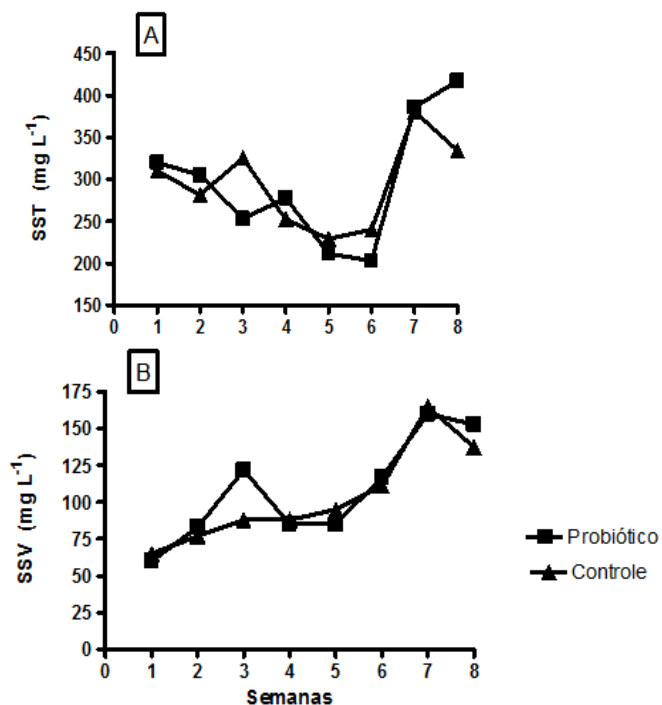 A
SST (mg L-1)
450
400
350
300
250
200
150
0 1 2 3 4 5 6 7 8
B
SSV (mg L-1)
175
150
125
100
75
50
25
0
0 1 2 3 4 5 6 7 8
Semanas
Probiótico
Controle